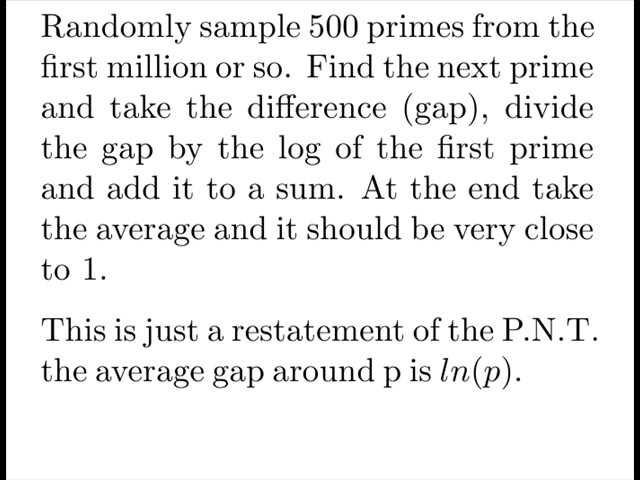 Randomly sample 500 primes from the
first million or so. Find the next prime
and take the difference (gap), divide
the gap by the log of the first prime
and add it to a sum. At the end take
the average and it should be very close
to 1.
This is just a restatement of the P.N.T.
the average gap around p is ln(p).